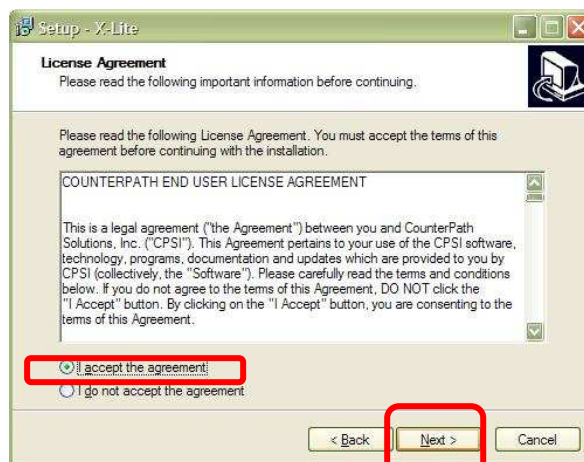 Setup - X-Lite
License Agreement
Please read the following important information before continuing.
Please read the following License Agreement. You must accept the terms of this
agreement before continuing with the installation.
COUNTERPATH END USER LICENSE AGREEMENT
This is a legal agreement ("the Agreement") between you and CounterPath
Solutions, Inc. ("CPSI"). This Agreement pertains to your use of the CPSI software,
technology, programs, documentation and updates which are provided to you by
CPSI (collectively, the "Software"). Please carefully read the terms and conditions
below. If you do not agree to the terms of this Agreement, DO NOT click the
"I Accept" button. By clicking on the "I Accept" button, you are consenting to the
terms of this Agreement.
I accept the agreement
I do not accept the agreement
< Back Next > Cancel